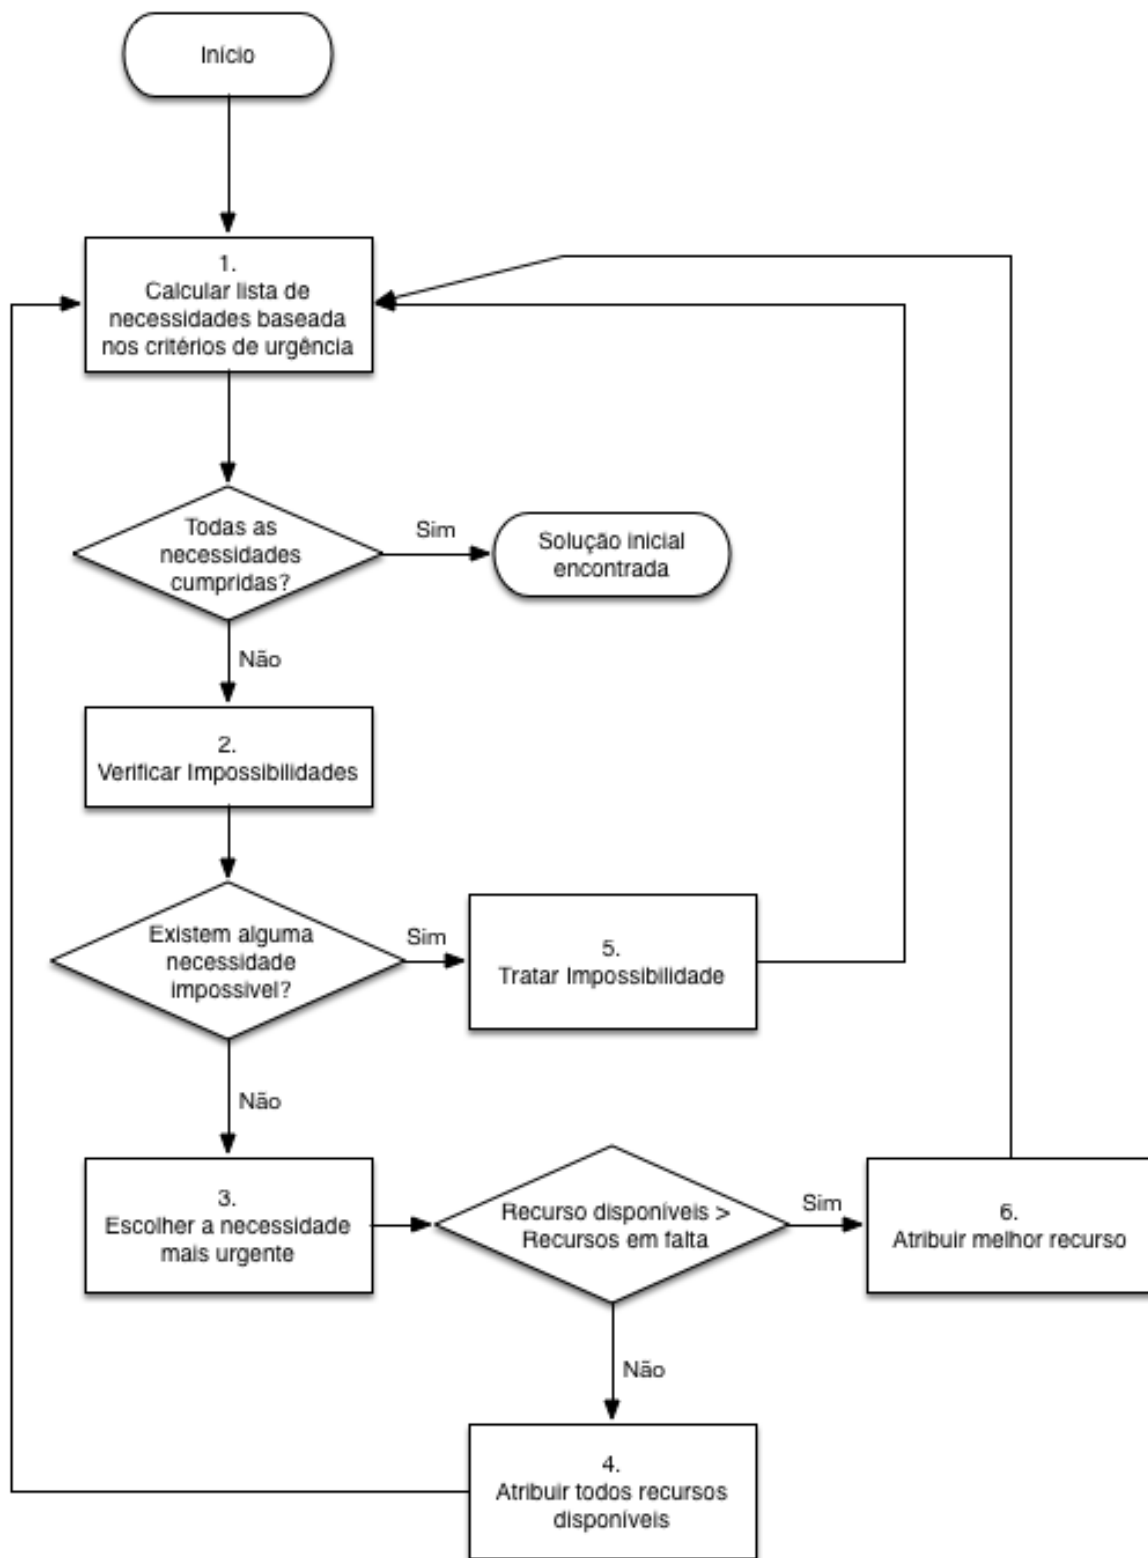 Início
1.
Calcular lista de
necessidades baseada
nos critérios de urgência
Todas as
necessidades
cumpridas?
Sim
Solução inicial
encontrada
Não
2.
Verificar Impossibilidades
Existem alguma
necessidade
impossivel?
Sim
5.
Tratar Impossibilidade
Não
3.
Escolher a necessidade
mais urgente
Recurso disponíveis >
Recursos em falta
Sim
6.
Atribuir melhor recurso
Não
4.
Atribuir todos recursos
disponíveis